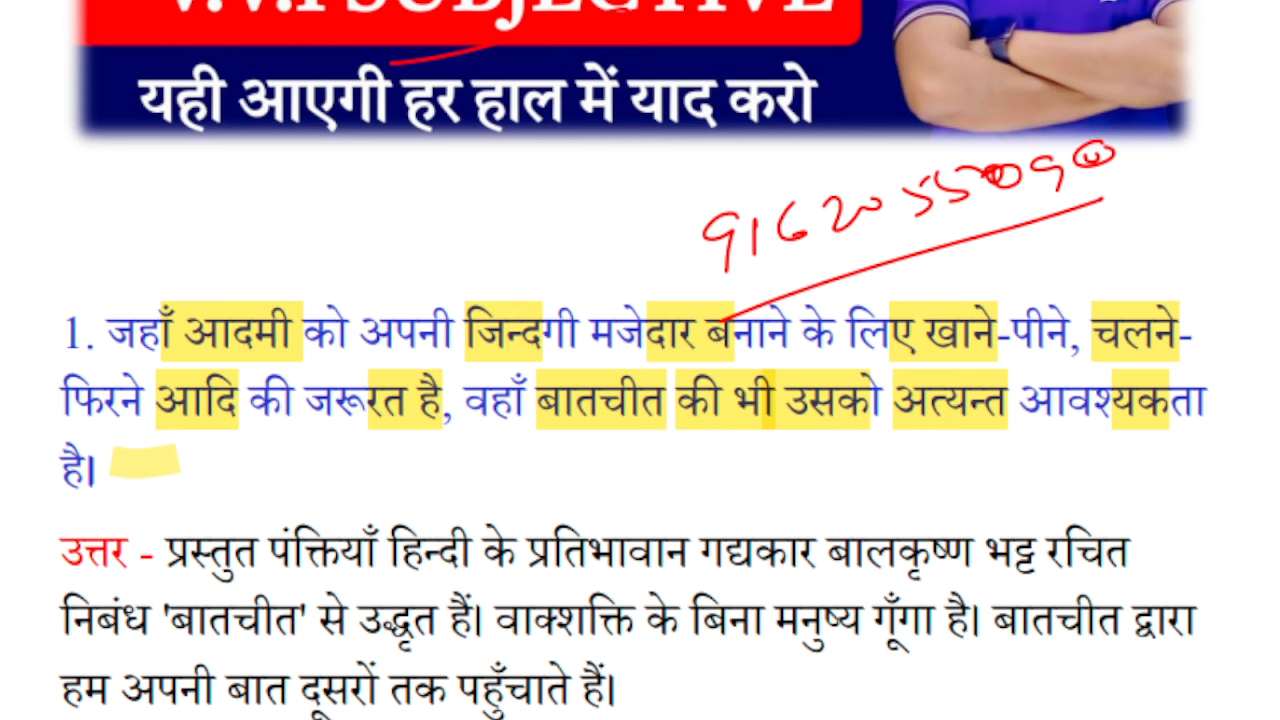 V.V.I SUBJECTIVE
यही आएगी हर हाल में याद करो
1. जहाँ आदमी को अपनी जिन्दगी मजेदार बनाने के लिए खाने-पीने, चलने-
फिरने आदि की जरूरत है, वहाँ बातचीत की भी उसको अत्यन्त आवश्यकता
है।
उत्तर - प्रस्तुत पंक्तियाँ हिन्दी के प्रतिभावान गद्यकार बालकृष्ण भट्ट रचित
निबंध 'बातचीत' से उद्धृत हैं। वाक्शक्ति के बिना मनुष्य गूँगा है। बातचीत द्वारा
हम अपनी बात दूसरों तक पहुँचाते हैं।